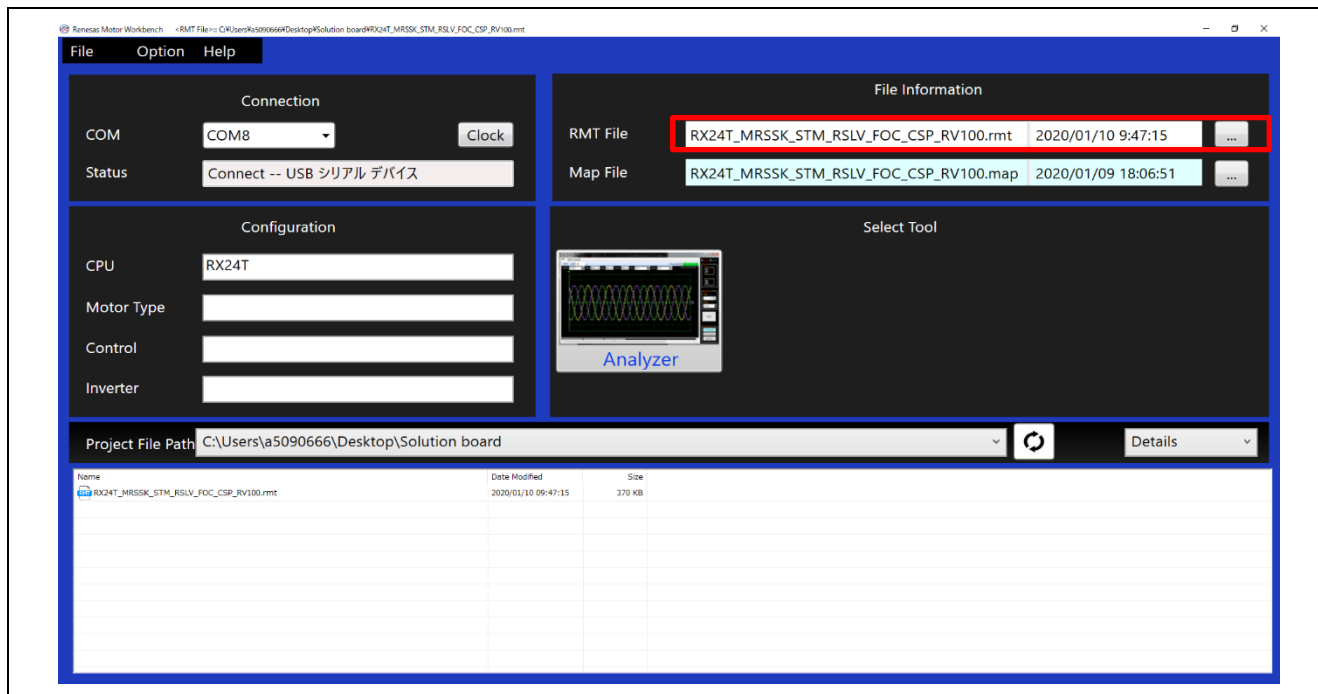 Renesas Motor Workbench <RMT File>:: C:¥Users¥a5090666¥Desktop¥Solution board¥RX24T_MRSSK_STM_RSLV_FOC_CSP_RV100.rmt
File Option Help
Connection
COM COM8 Clock
Status Connect -- USB シリアル デバイス
File Information
RMT File RX24T_MRSSK_STM_RSLV_FOC_CSP_RV100.rmt 2020/01/10 9:47:15 ...
Map File RX24T_MRSSK_STM_RSLV_FOC_CSP_RV100.map 2020/01/09 18:06:51 ...
Configuration
CPU RX24T
Motor Type
Control
Inverter
Select Tool
Analyzer
Project File Path C:\Users\a5090666\Desktop\Solution board Details
Name Date Modified Size
RX24T_MRSSK_STM_RSLV_FOC_CSP_RV100.rmt 2020/01/10 09:47:15 370 KB